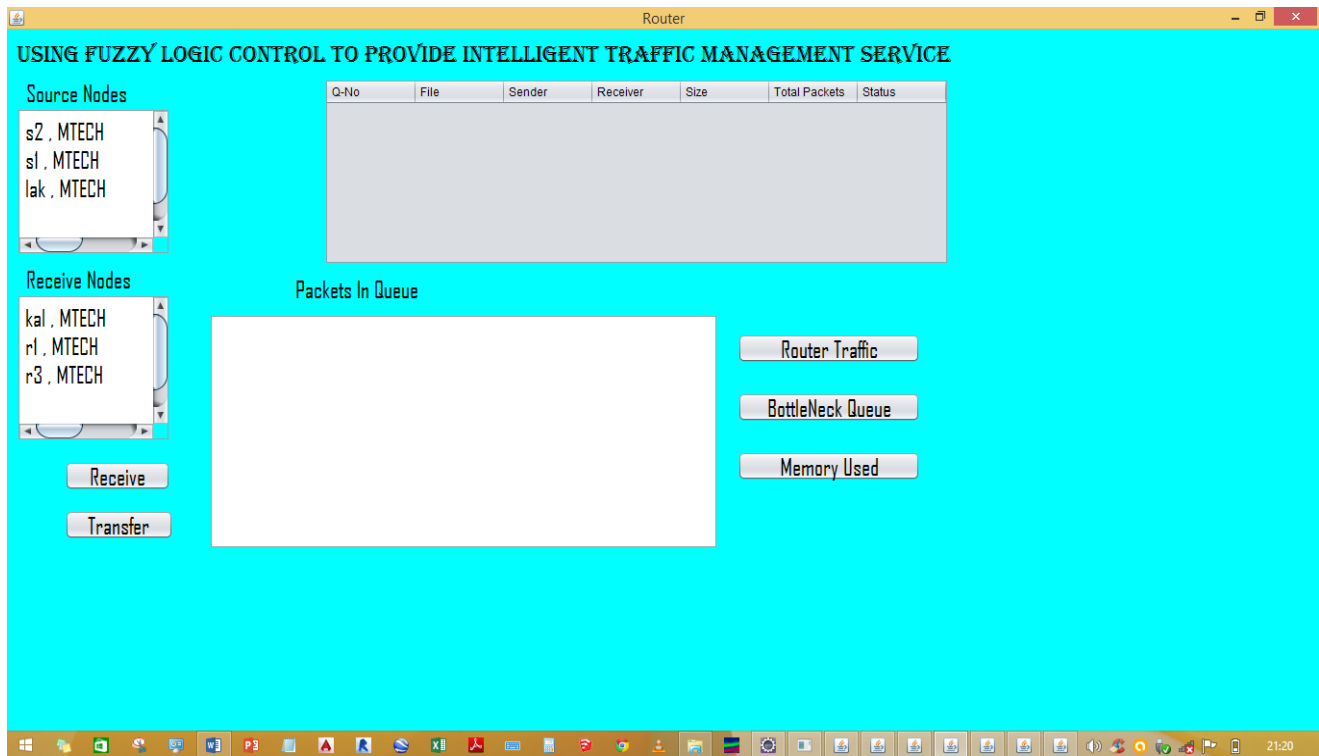 Router
USING FUZZY LOGIC CONTROL TO PROVIDE INTELLIGENT TRAFFIC MANAGEMENT SERVICE
Source Nodes
s2 , MTECH
s1 , MTECH
lak , MTECH
Q-No File Sender Receiver Size Total Packets Status
Receive Nodes
kal , MTECH
r1 , MTECH
r3 , MTECH
Packets In Queue
Router Traffic
BottleNeck Queue
Memory Used
Receive
Transfer
21:20